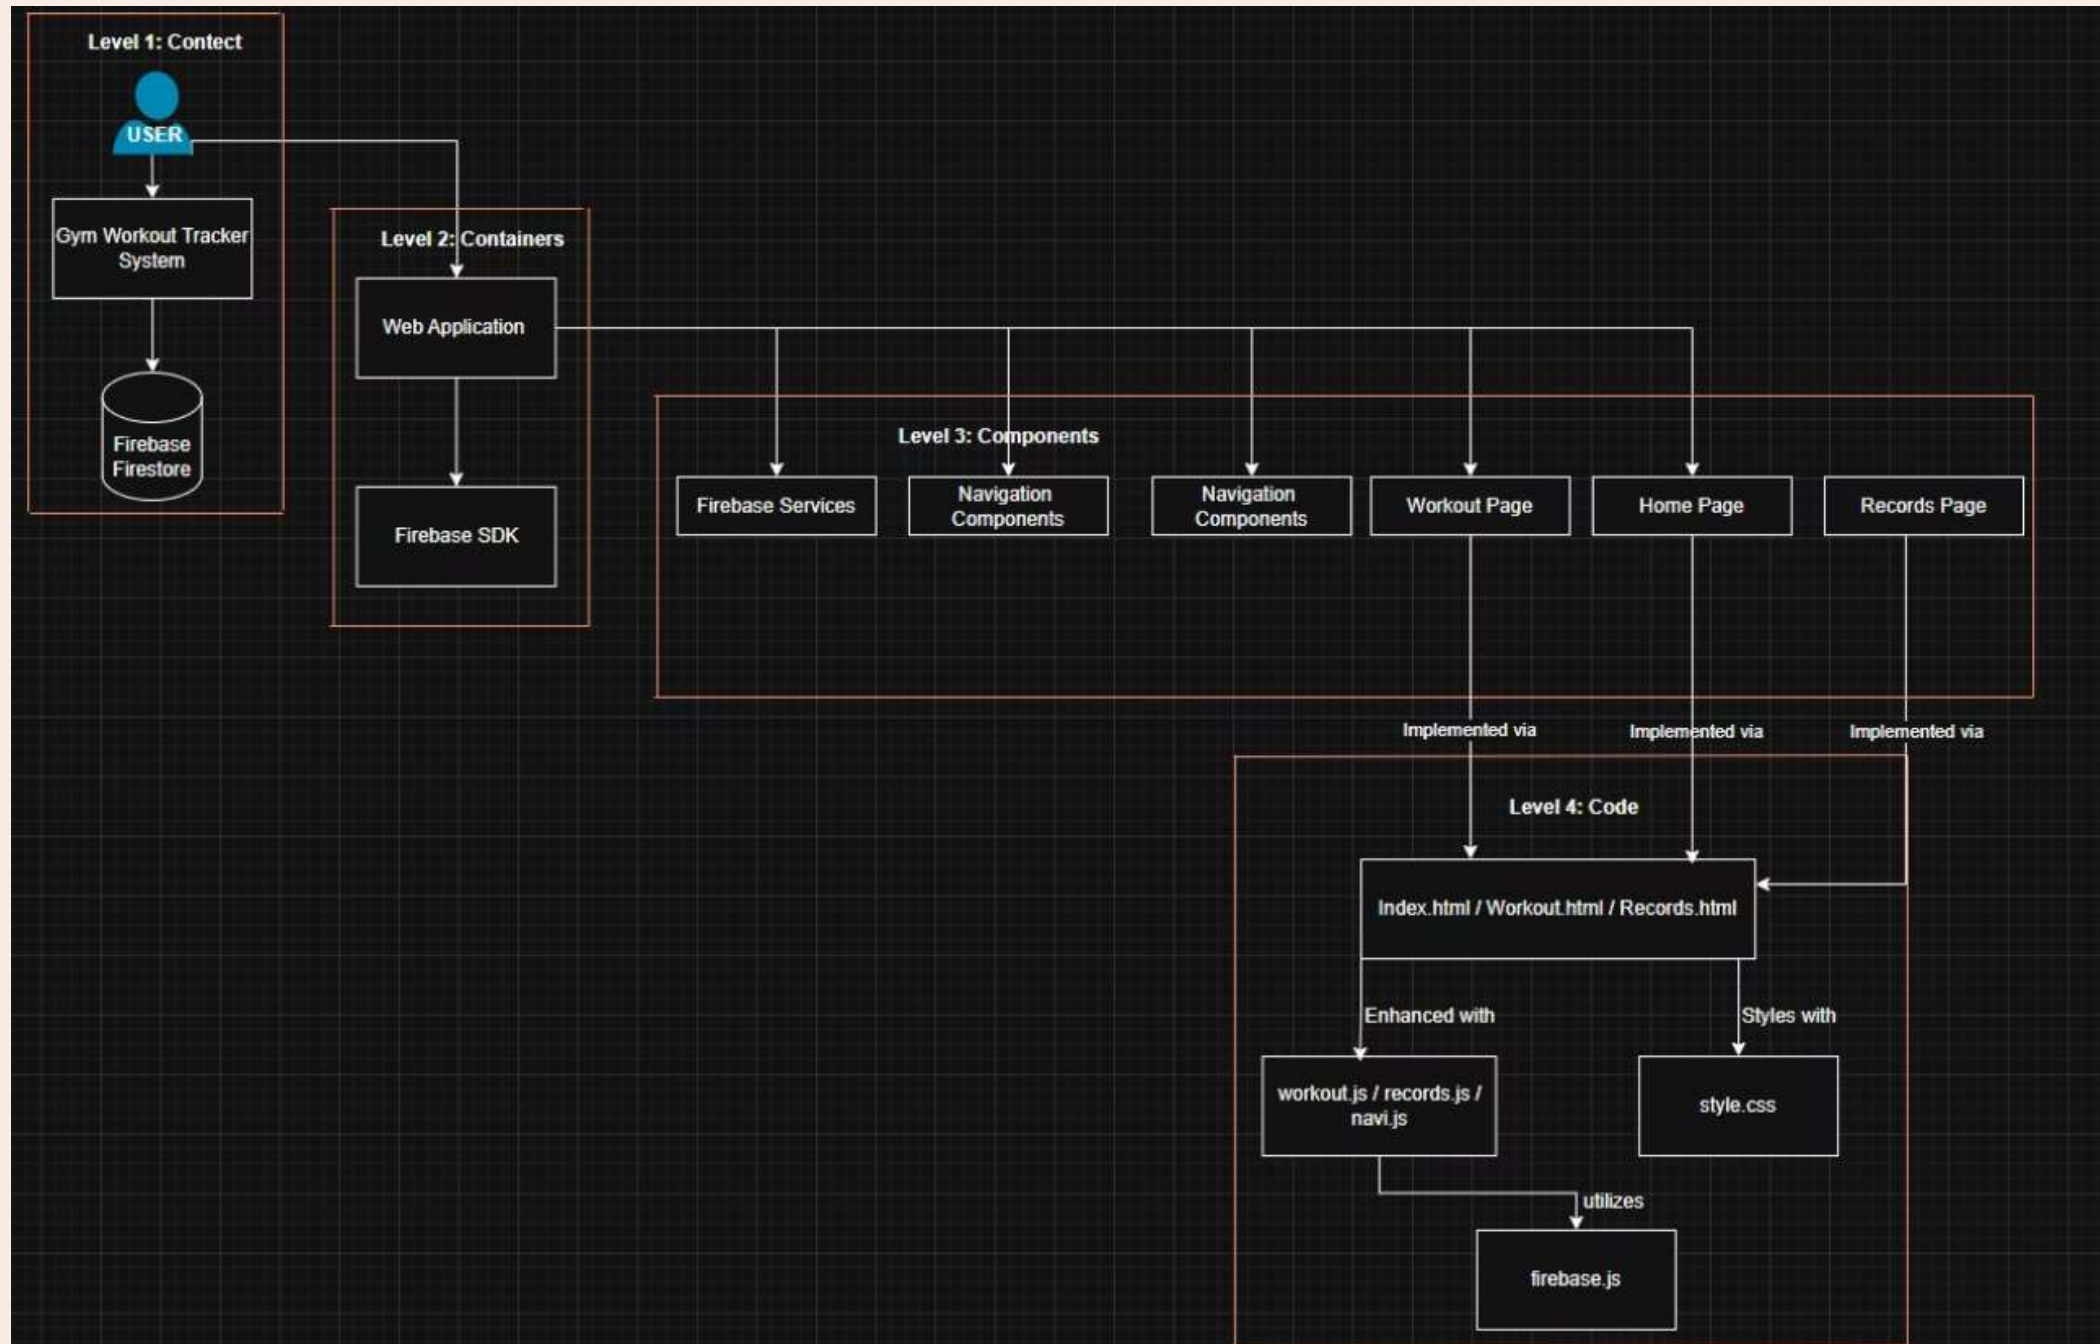 Level 1: Contect
USER
Gym Workout Tracker
System
Firebase
Firestore
Level 2: Containers
Web Application
Firebase SDK
Level 3: Components
Firebase Services
Navigation
Components
Navigation
Components
Workout Page
Home Page
Records Page
Implemented via
Implemented via
Implemented via
Level 4: Code
Index.html / Workout.html / Records.html
Enhanced with
Styles with
workout.js / records.js /
navi.js
style.css
utilizes
firebase.js